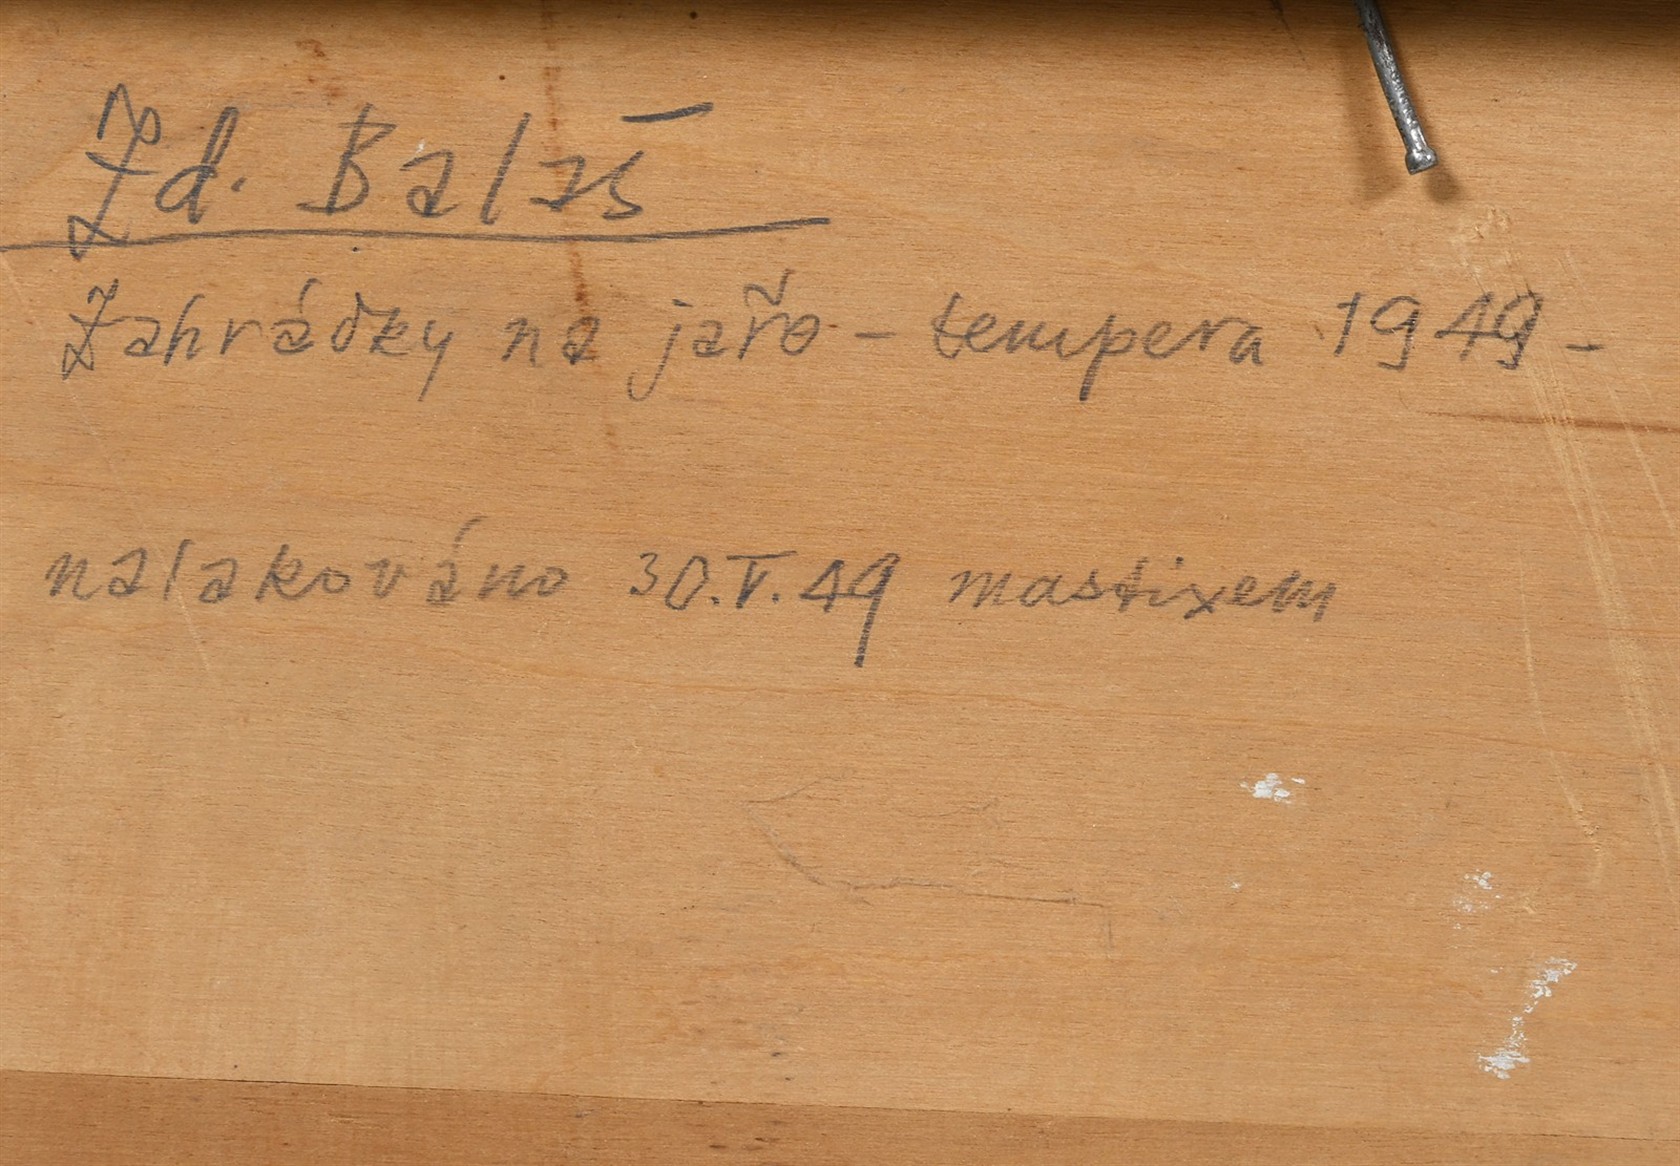 Zd. Balaš
Zahrádky na jaře - tempera 1949 -
nalakováno 30.V.49 mastixem